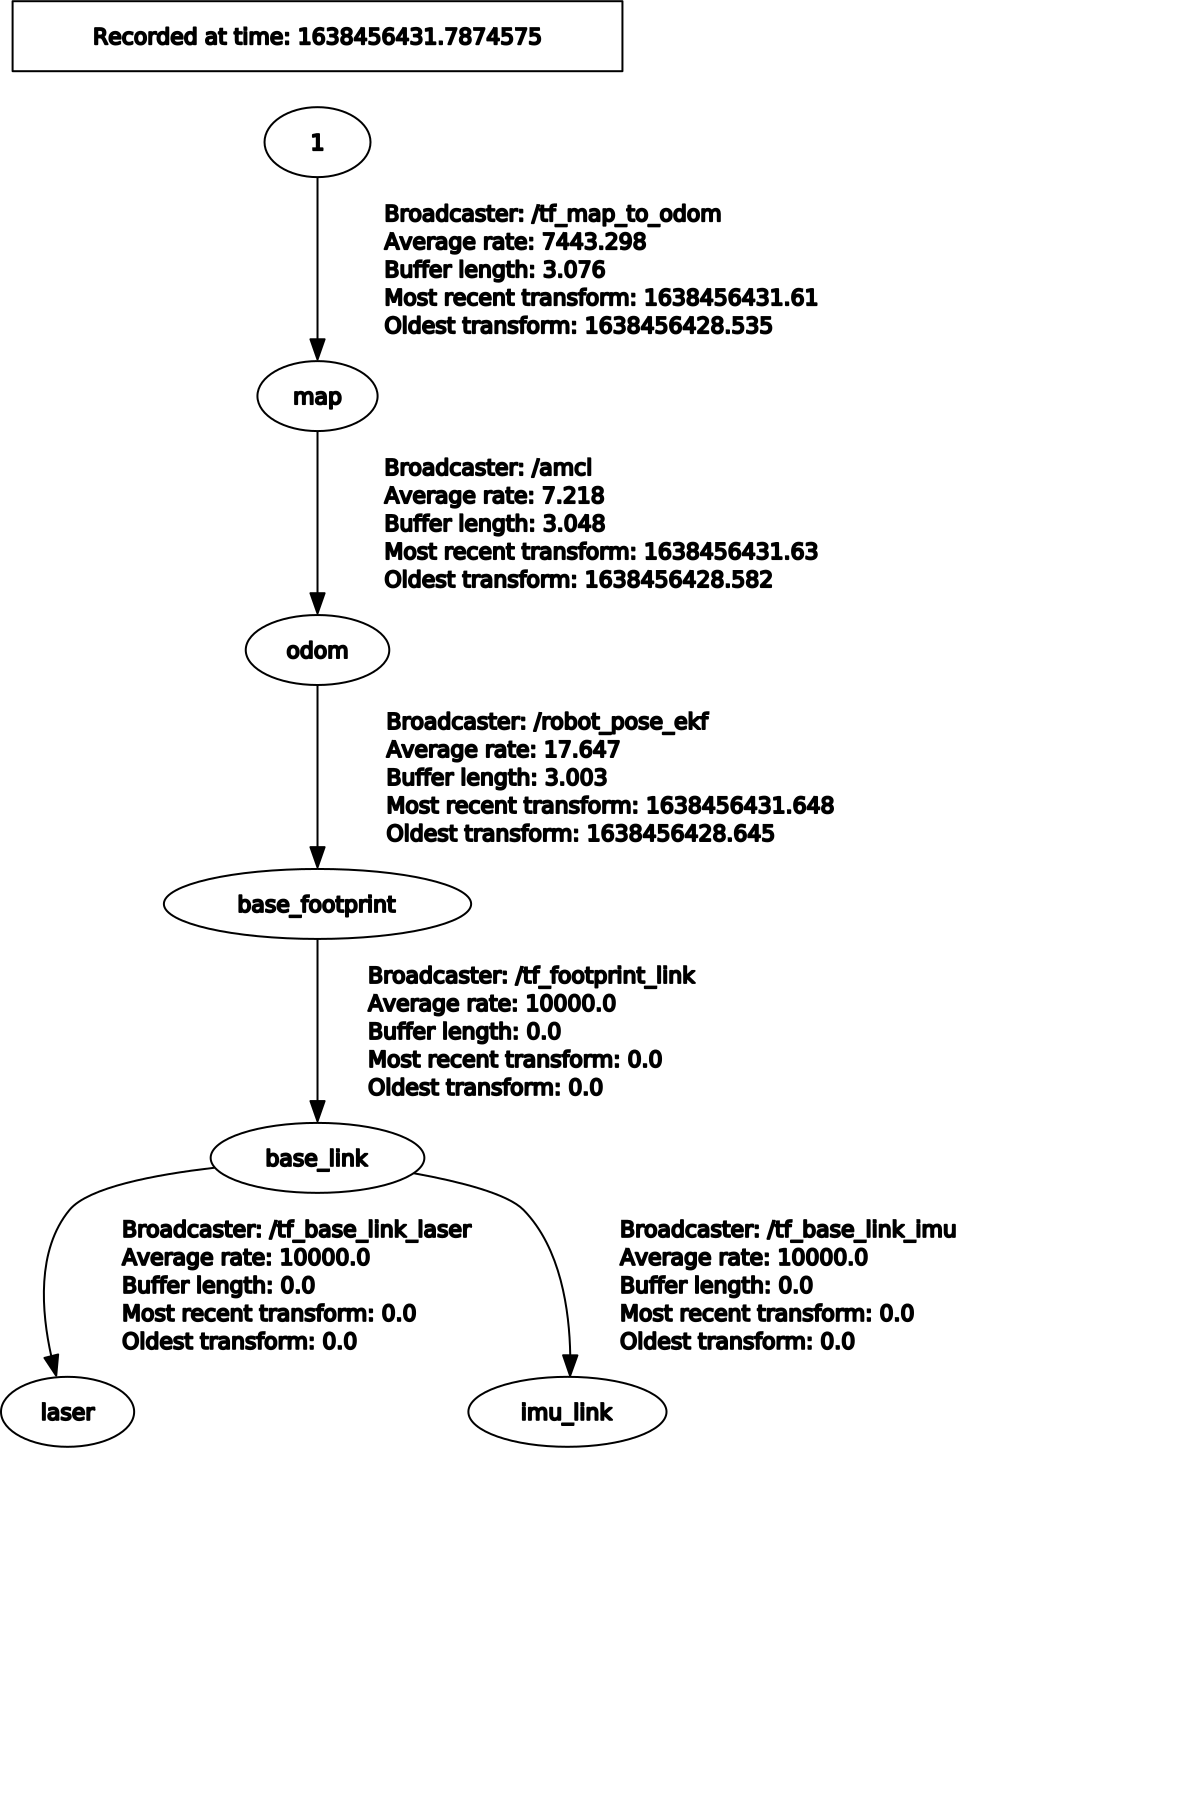 Recorded at time: 1638456431.7874575
1
Broadcaster: /tf_map_to_odom
Average rate: 7443.298
Buffer length: 3.076
Most recent transform: 1638456431.61
Oldest transform: 1638456428.535
map
Broadcaster: /amcl
Average rate: 7.218
Buffer length: 3.048
Most recent transform: 1638456431.63
Oldest transform: 1638456428.582
odom
Broadcaster: /robot_pose_ekf
Average rate: 17.647
Buffer length: 3.003
Most recent transform: 1638456431.648
Oldest transform: 1638456428.645
base_footprint
Broadcaster: /tf_footprint_link
Average rate: 10000.0
Buffer length: 0.0
Most recent transform: 0.0
Oldest transform: 0.0
base_link
Broadcaster: /tf_base_link_laser
Average rate: 10000.0
Buffer length: 0.0
Most recent transform: 0.0
Oldest transform: 0.0
Broadcaster: /tf_base_link_imu
Average rate: 10000.0
Buffer length: 0.0
Most recent transform: 0.0
Oldest transform: 0.0
laser
imu_link